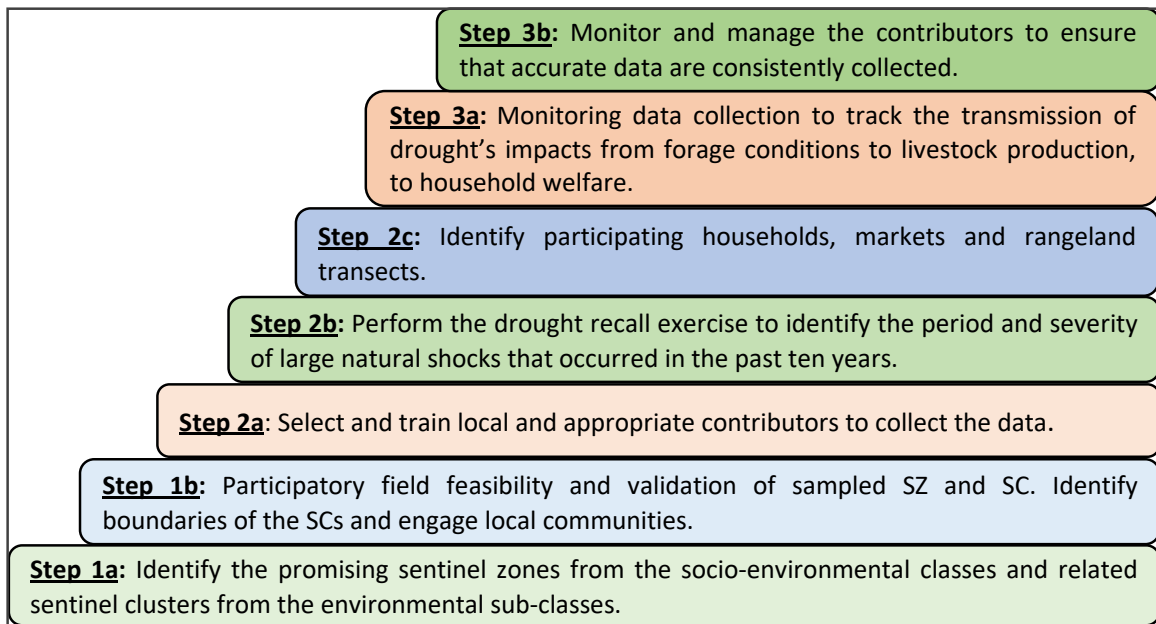 Step 3b: Monitor and manage the contributors to ensure
that accurate data are consistently collected.
Step 3a: Monitoring data collection to track the transmission of
drought’s impacts from forage conditions to livestock production,
to household welfare.
Step 2c: Identify participating households, markets and rangeland
transects.
Step 2b: Perform the drought recall exercise to identify the period and severity
of large natural shocks that occurred in the past ten years.
Step 2a: Select and train local and appropriate contributors to collect the data.
Step 1b: Participatory field feasibility and validation of sampled SZ and SC. Identify
boundaries of the SCs and engage local communities.
Step 1a: Identify the promising sentinel zones from the socio-environmental classes and related
sentinel clusters from the environmental sub-classes.